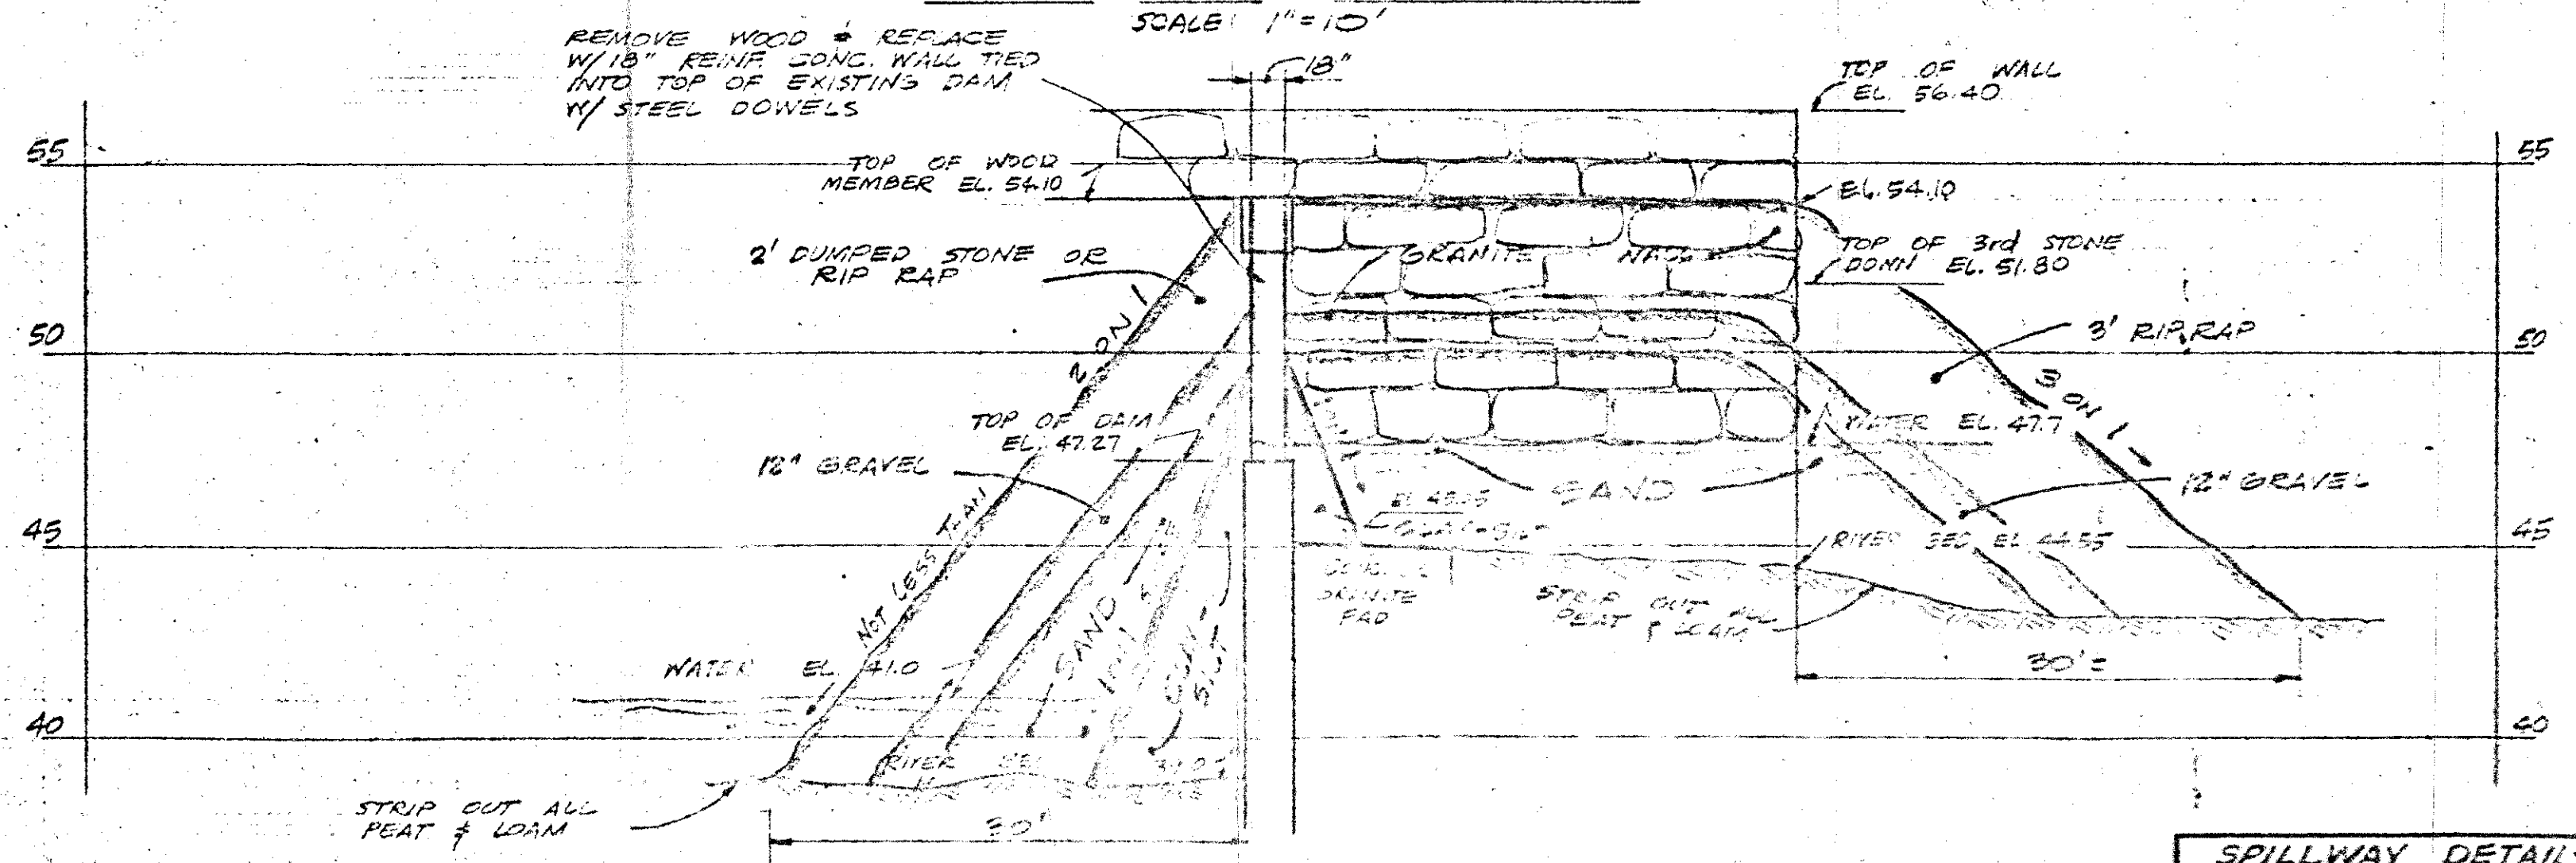 SCALE 1"=10'
REMOVE WOOD & REPLACE
W/18" REINF. CONC. WALL TIED
INTO TOP OF EXISTING DAM
W/ STEEL DOWELS
18"
TOP OF WALL
EL. 56.40
55
55
TOP OF WOOD
MEMBER EL. 54.10
EL. 54.10
2' DUMPED STONE OR
RIP RAP
2 ON 1
GRANITE
TOP OF 3rd STONE
DOWN EL. 51.80
50
50
3' RIP RAP
3 ON 1
TOP OF DAM
EL. 47.27
WATER EL. 47.7
12" GRAVEL
12" GRAVEL
NOT LESS THAN
SAND
45
45
RIVER BED EL. 44.55
GRANITE
PAD
STRIP OUT ALL
PEAT & LOAM
SAND
WATER EL. 41.0
30'±
40
40
RIVER
STRIP OUT ALL
PEAT & LOAM
30'
SPILLWAY DETAILS